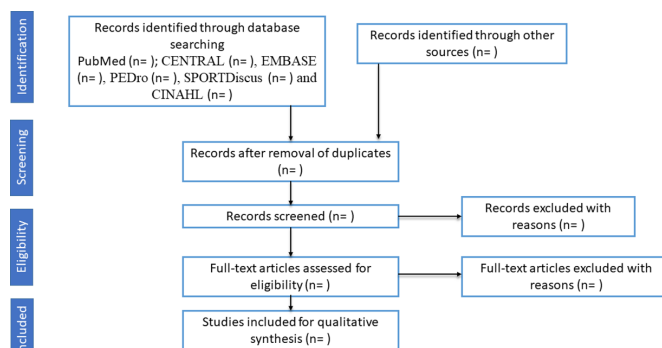 Identification
Records identified through database
searching
PubMed (n= ); CENTRAL (n= ), EMBASE
(n= ), PEDro (n= ), SPORTDiscus (n= ) and
CINAHL (n= )
Records identified through other
sources (n= )
Screening
Records after removal of duplicates
(n= )
Records screened (n= )
Records excluded with
reasons (n= )
Eligibility
Full-text articles assessed for
eligibility (n= )
Full-text articles excluded with
reasons (n= )
Included
Studies included for qualitative
synthesis (n= )